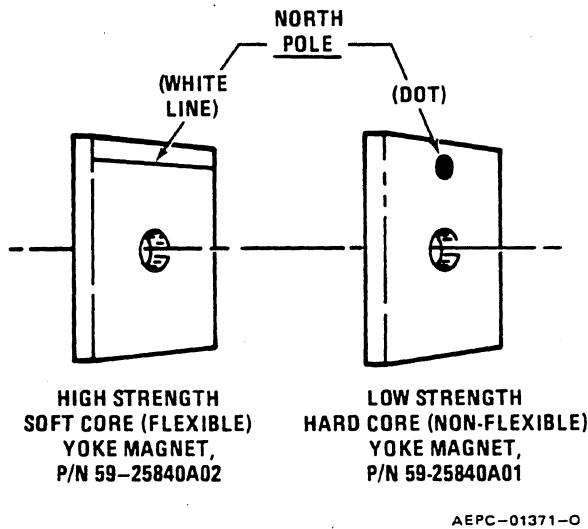 NORTH
POLE
(WHITE
LINE)
(DOT)
HIGH STRENGTH
SOFT CORE (FLEXIBLE)
YOKE MAGNET,
P/N 59-25840A02
LOW STRENGTH
HARD CORE (NON-FLEXIBLE)
YOKE MAGNET,
P/N 59-25840A01
AEPC-01371-O